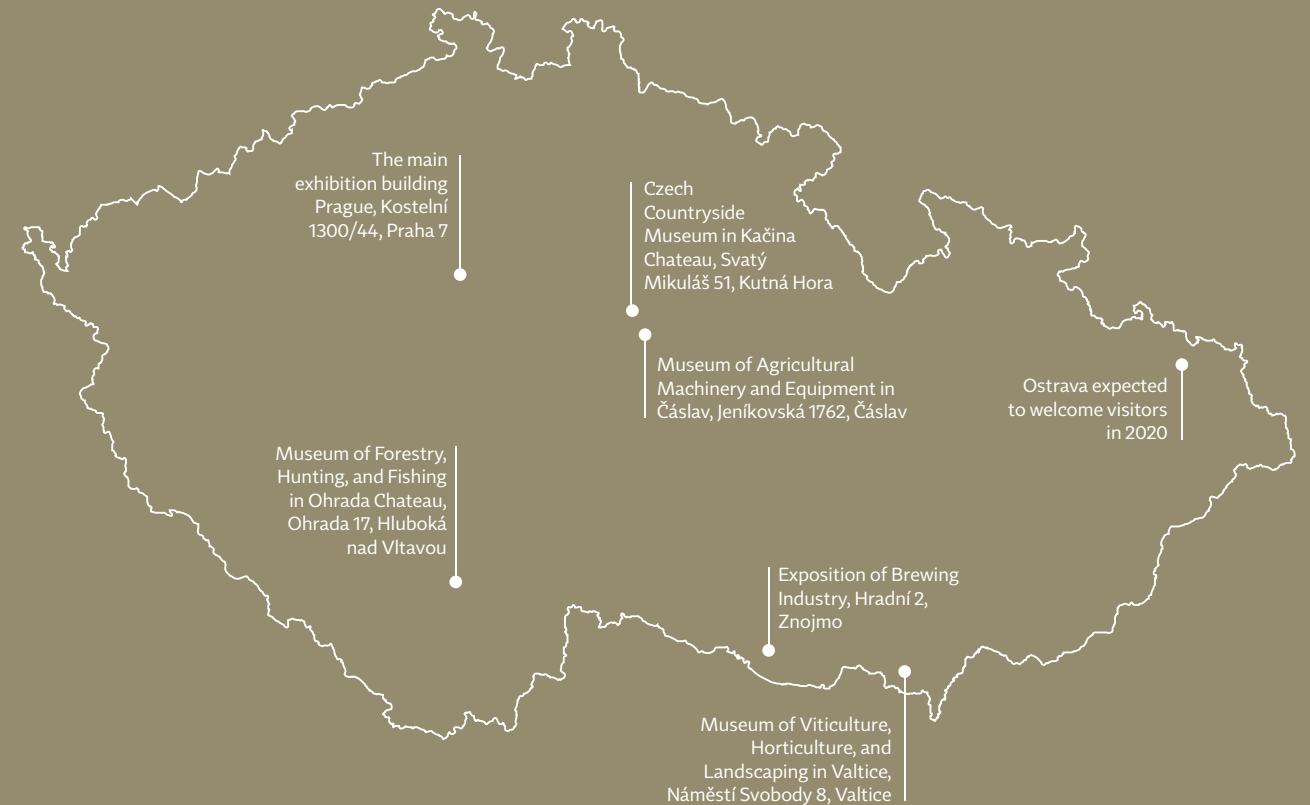 The main
exhibition building
Prague, Kostelní
1300/44, Praha 7
Czech
Countryside
Museum in Kačina
Chateau, Svatý
Mikuláš 51, Kutná Hora
Museum of Agricultural
Machinery and Equipment in
Čáslav, Jeníkovská 1762, Čáslav
Ostrava expected
to welcome visitors
in 2020
Museum of Forestry,
Hunting, and Fishing
in Ohrada Chateau,
Ohrada 17, Hluboká
nad Vltavou
Exposition of Brewing
Industry, Hradní 2,
Znojmo
Museum of Viticulture,
Horticulture, and
Landscaping in Valtice,
Náměstí Svobody 8, Valtice